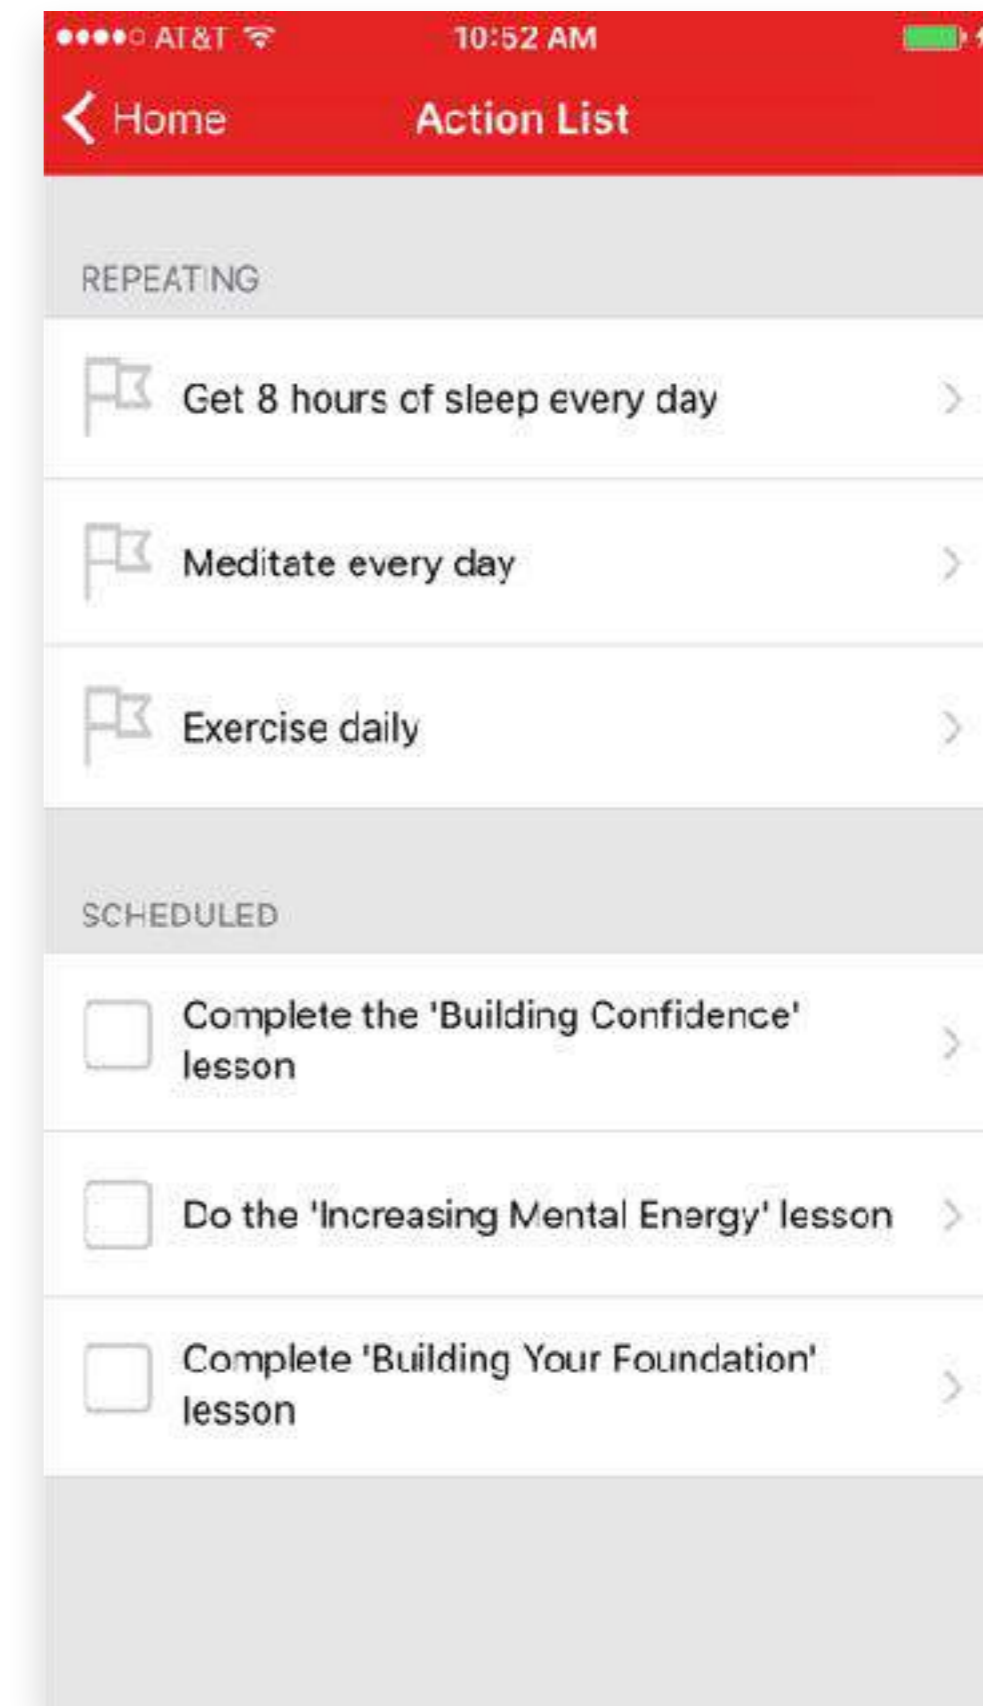 AT&T 10:52 AM
Home Action List
REPEATING
Get 8 hours of sleep every day
Meditate every day
Exercise daily
SCHEDULED
Complete the 'Building Confidence'
lesson
Do the 'Increasing Mental Energy' lesson
Complete 'Building Your Foundation'
lesson